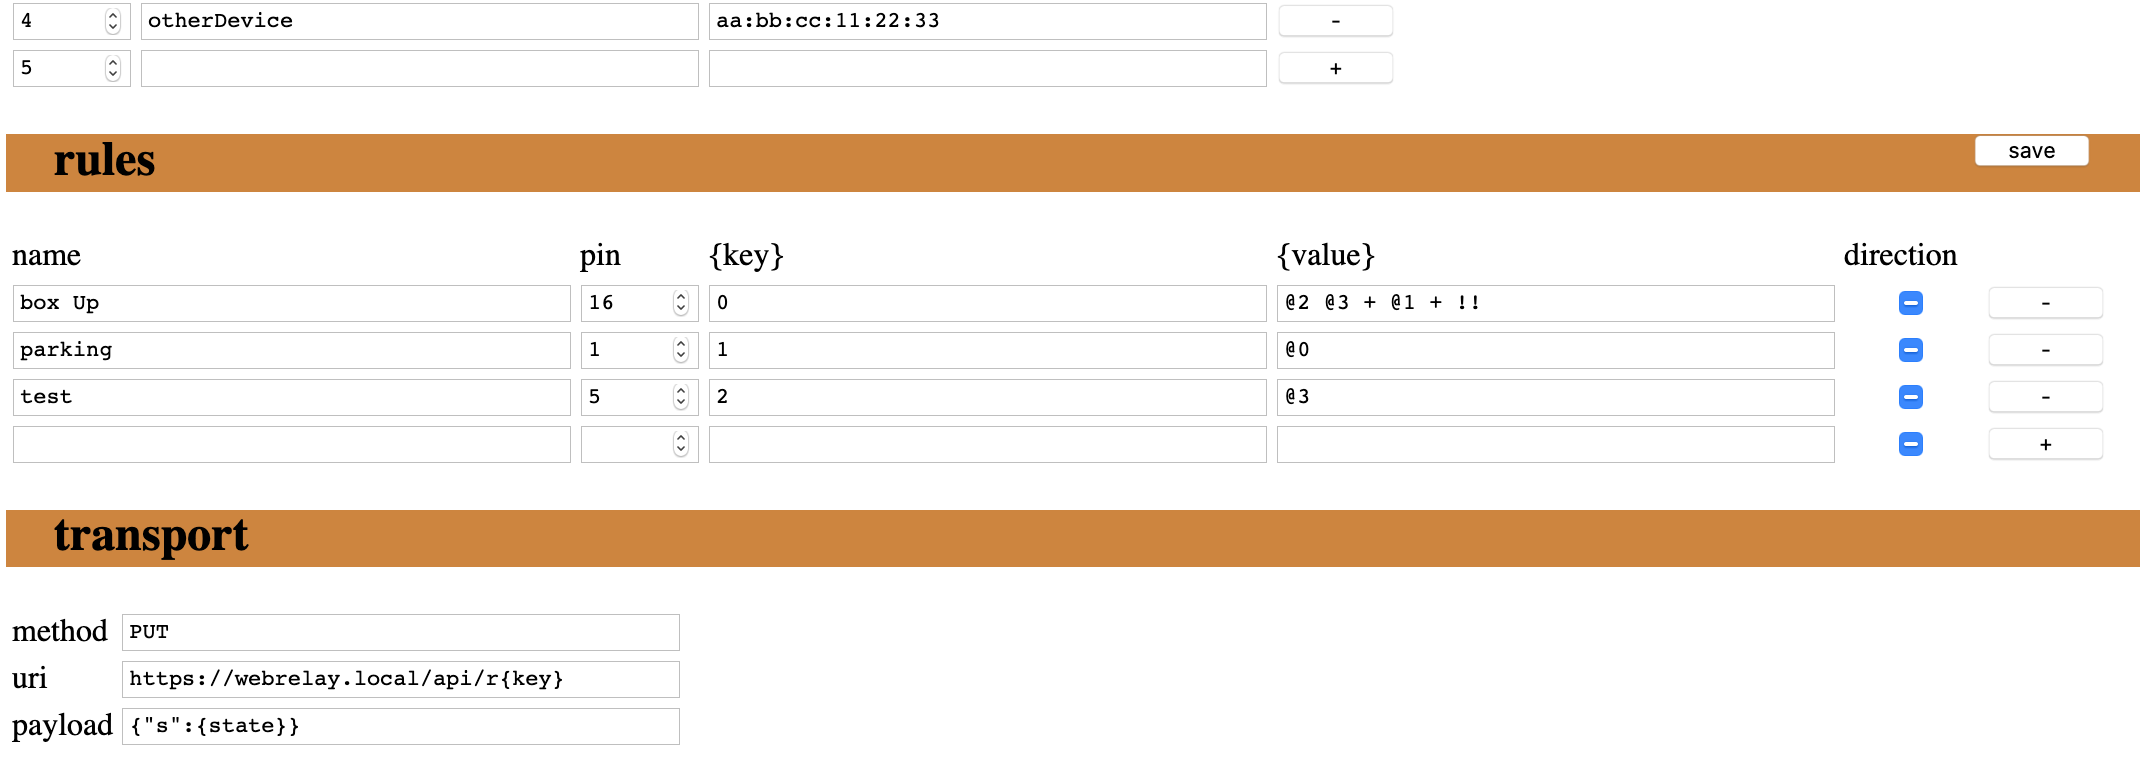 4 otherDevice aa:bb:cc:11:22:33 -
5 +
rules save
name pin {key} {value} direction
box Up 16 0 @2 @3 + @1 + !! -
parking 1 1 @0 -
test 5 2 @3 -
+
transport
method PUT
uri https://webrelay.local/api/r{key}
payload {"s":{state}}